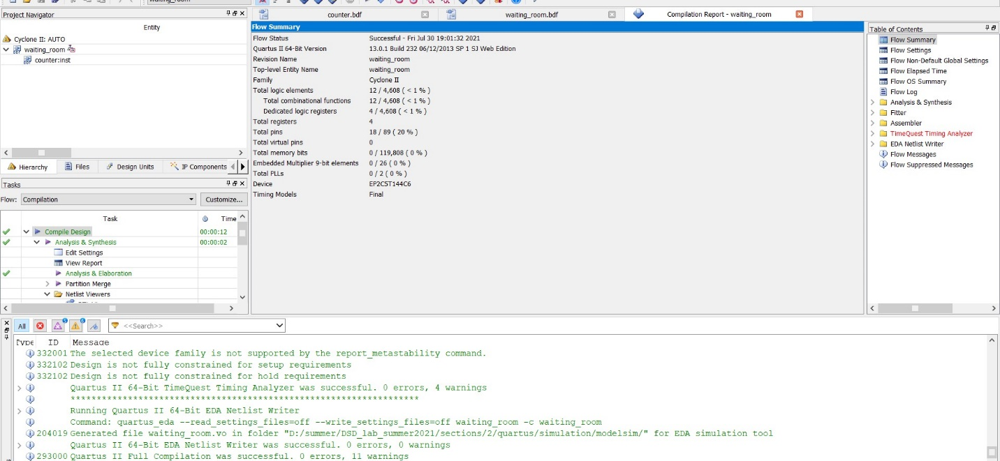 waiting_room
Project Navigator
Entity
Cyclone II: AUTO
waiting_room
counter:inst
Hierarchy
Files
Design Units
IP Components
Tasks
Flow:
Compilation
Customize...
Task
Time
Compile Design
00:00:12
Analysis & Synthesis
00:00:02
Edit Settings
View Report
Analysis & Elaboration
Partition Merge
Netlist Viewers
counter.bdf
waiting_room.bdf
Compilation Report - waiting_room
Flow Summary
Flow Status Successful - Fri Jul 30 19:01:32 2021
Quartus II 64-Bit Version 13.0.1 Build 232 06/12/2013 SP 1 SJ Web Edition
Revision Name waiting_room
Top-level Entity Name waiting_room
Family Cyclone II
Total logic elements 12 / 4,608 ( < 1 % )
Total combinational functions 12 / 4,608 ( < 1 % )
Dedicated logic registers 4 / 4,608 ( < 1 % )
Total registers 4
Total pins 18 / 89 ( 20 % )
Total virtual pins 0
Total memory bits 0 / 119,808 ( 0 % )
Embedded Multiplier 9-bit elements 0 / 26 ( 0 % )
Total PLLs 0 / 2 ( 0 % )
Device EP2C5T144C6
Timing Models Final
Table of Contents
Flow Summary
Flow Settings
Flow Non-Default Global Settings
Flow Elapsed Time
Flow OS Summary
Flow Log
Analysis & Synthesis
Fitter
Assembler
TimeQuest Timing Analyzer
EDA Netlist Writer
Flow Messages
Flow Suppressed Messages
All
<<Search>>
Type ID Message
332001 The selected device family is not supported by the report_metastability command.
332102 Design is not fully constrained for setup requirements
332102 Design is not fully constrained for hold requirements
Quartus II 64-Bit TimeQuest Timing Analyzer was successful. 0 errors, 4 warnings
*******************************************************************
Running Quartus II 64-Bit EDA Netlist Writer
Command: quartus_eda --read_settings_files=off --write_settings_files=off waiting_room -c waiting_room
204019 Generated file waiting_room.vo in folder "D:/summer/DSD_lab_summer2021/sections/2/quartus/simulation/modelsim/" for EDA simulation tool
Quartus II 64-Bit EDA Netlist Writer was successful. 0 errors, 0 warnings
293000 Quartus II Full Compilation was successful. 0 errors, 11 warnings